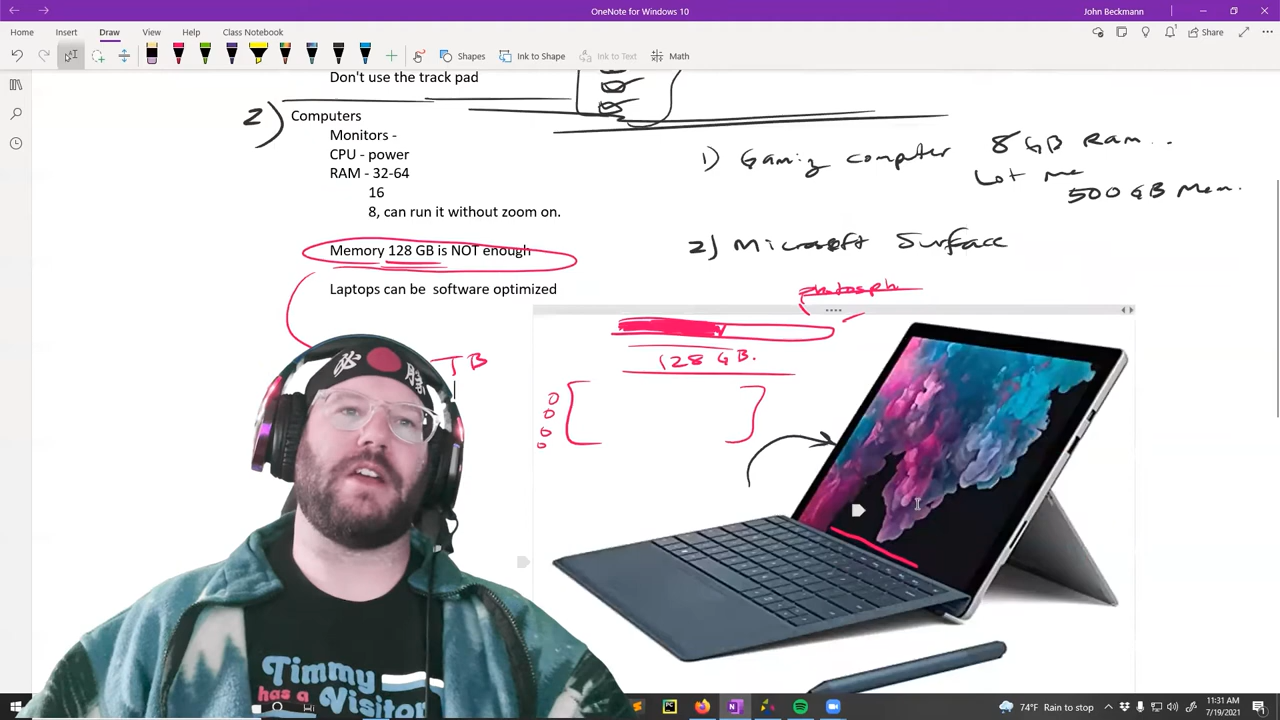 OneNote for Windows 10
John Beckmann
Home Insert Draw View Help Class Notebook
Shapes Ink to Text Ink to Text Math
Share
Don't use the track pad
2) Computers
Monitors -
CPU - power
RAM - 32-64
16
8, can run it without zoom on.
Memory 128 GB is NOT enough
Laptops can be software optimized
1) Gaming computer 8 GB Ram..
Lot me
500 GB Mem.
2) Microsoft Surface
128 GB.
TB
勝
Timmy
has a
Visitor
74°F Rain to stop
11:31 AM
7/19/2021